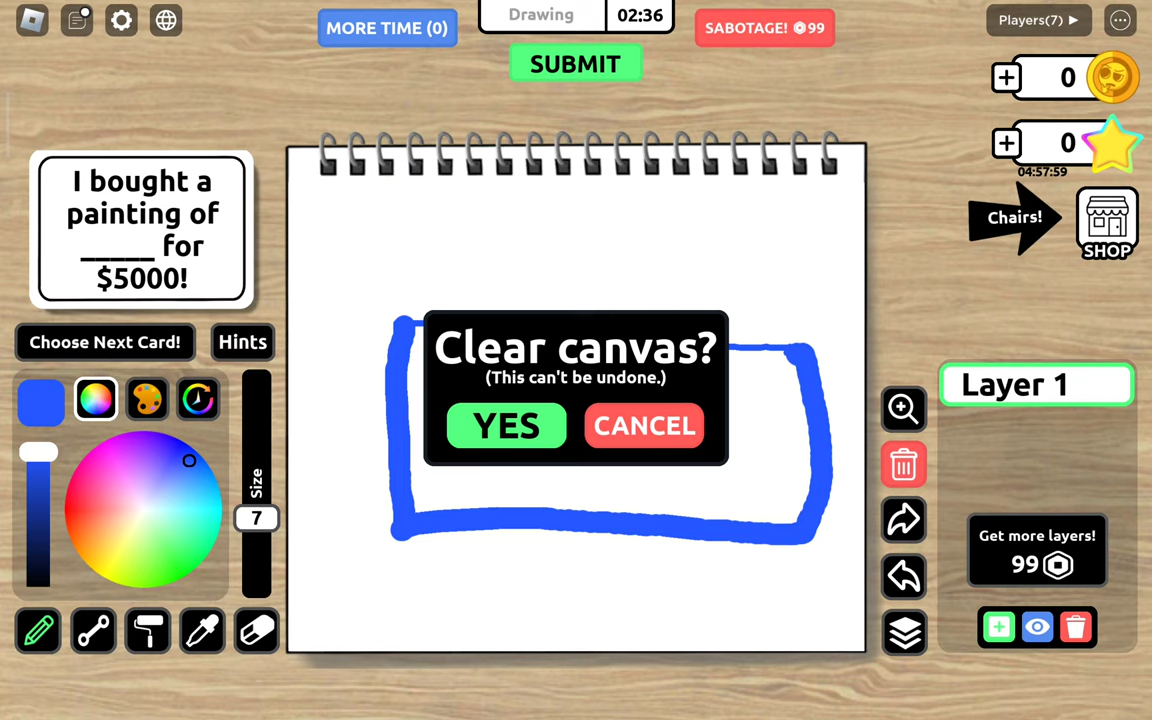 MORE TIME (0)
Drawing
02:36
SABOTAGE! 99
Players(7)
SUBMIT
0
0
04:57:59
Chairs!
SHOP
I bought a
painting of
_____ for
$5000!
Choose Next Card!
Hints
Clear canvas?
(This can't be undone.)
YES
CANCEL
Size
7
Layer 1
Get more layers!
99